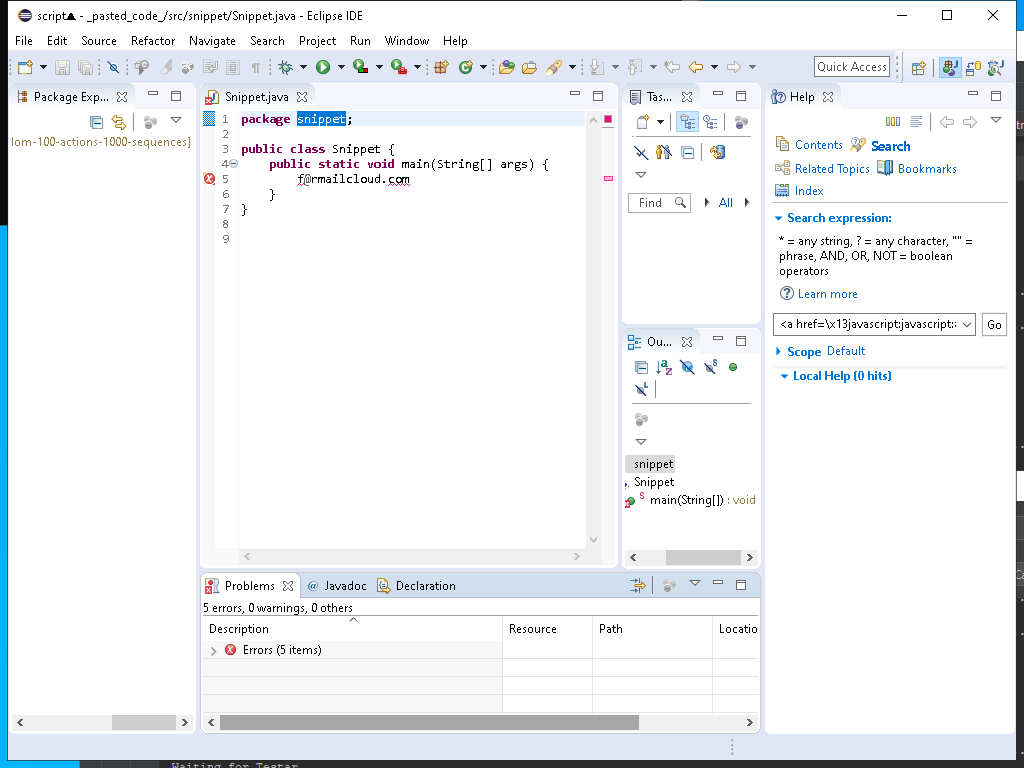 script▲ - _pasted_code_/src/snippet/Snippet.java - Eclipse IDE
File Edit Source Refactor Navigate Search Project Run Window Help
Quick Access
Package Exp...
lom-100-actions-1000-sequences]
Snippet.java
1 package snippet;
2
3 public class Snippet {
4 public static void main(String[] args) {
5 f@rmailcloud.com
6 }
7 }
8
9
Tas...
Find All
Ou...
snippet
Snippet
S main(String[]) : void
Help
Contents Search
Related Topics Bookmarks
Index
Search expression:
* = any string, ? = any character, "" =
phrase, AND, OR, NOT = boolean
operators
Learn more
<a href=\x13javascript:javascript:
Go
Scope Default
Local Help (0 hits)
Problems @ Javadoc Declaration
5 errors, 0 warnings, 0 others
Description Resource Path Locatio
Errors (5 items)
Waiting for Testar